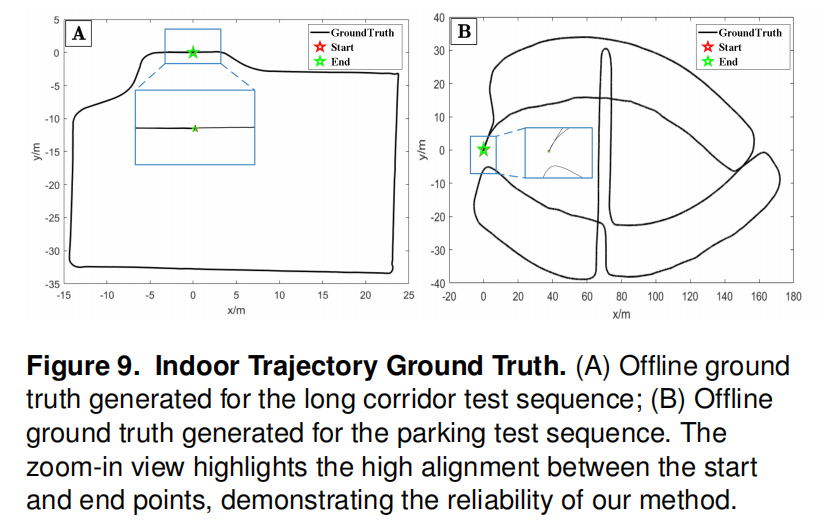 A
GroundTruth
Start
End
5
0
-5
-10
-15
-20
-25
-30
-35
y/m
-15
-10
-5
0
5
10
15
20
25
x/m
B
GroundTruth
Start
End
40
30
20
10
0
-10
-20
-30
-40
y/m
-20
0
20
40
60
80
100
120
140
160
180
x/m
Figure 9. Indoor Trajectory Ground Truth. (A) Offline ground
truth generated for the long corridor test sequence; (B) Offline
ground truth generated for the parking test sequence. The
zoom-in view highlights the high alignment between the start
and end points, demonstrating the reliability of our method.